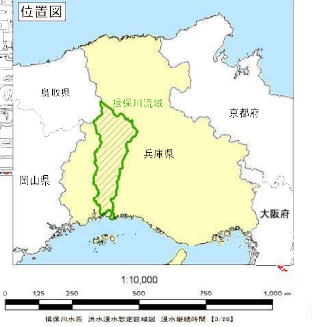 位置図
鳥取県
揖保川流域
京都府
兵庫県
岡山県
大阪府
1:10,000
0 125 250 500 750 1,000 m
揖保川水系 洪水浸水想定区域図 浸水継続時間 【3/28】